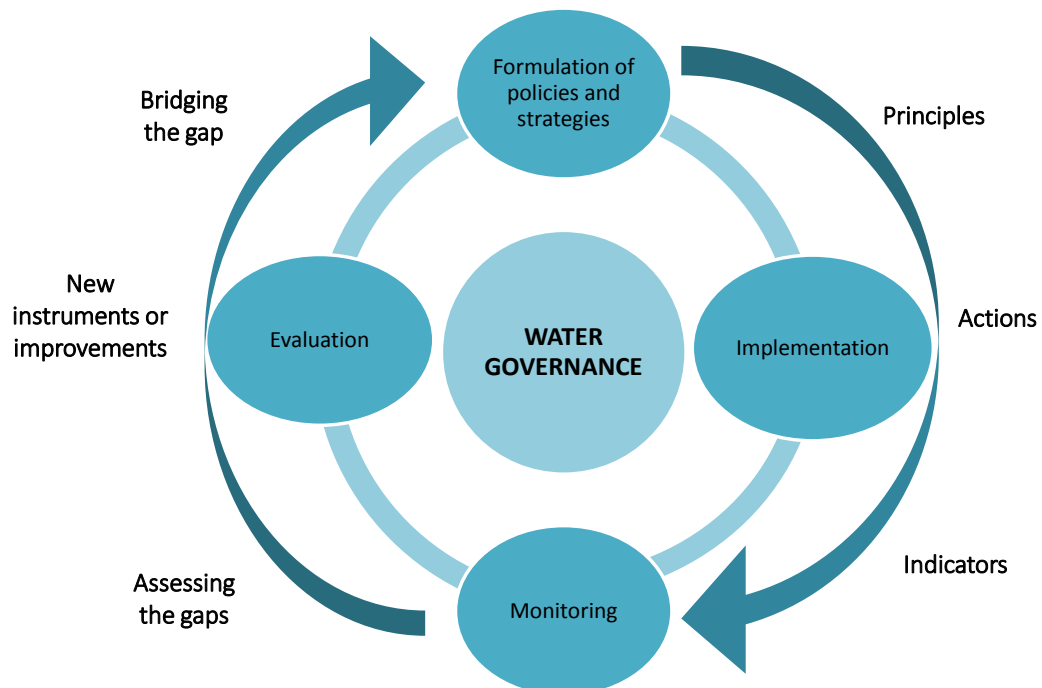 Formulation of
policies and
strategies
Principles
Bridging
the gap
New
instruments or
improvements
Evaluation
WATER
GOVERNANCE
Implementation
Actions
Indicators
Assessing
the gaps
Monitoring